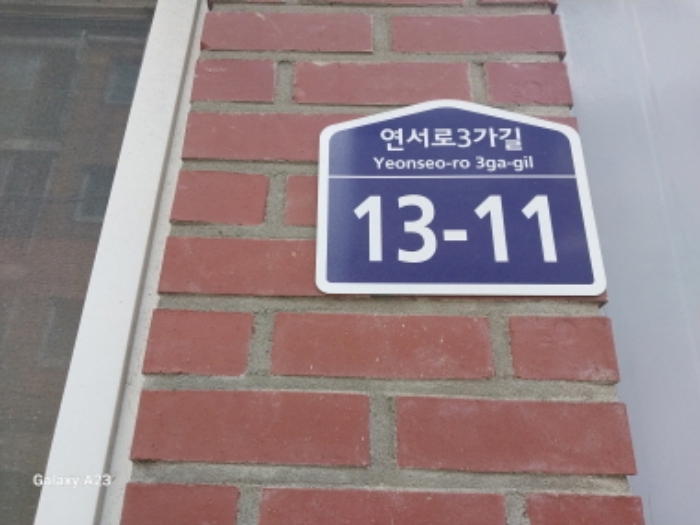 연서로3가길
Yeonseo-ro 3ga-gil
13-11
Galaxy A23